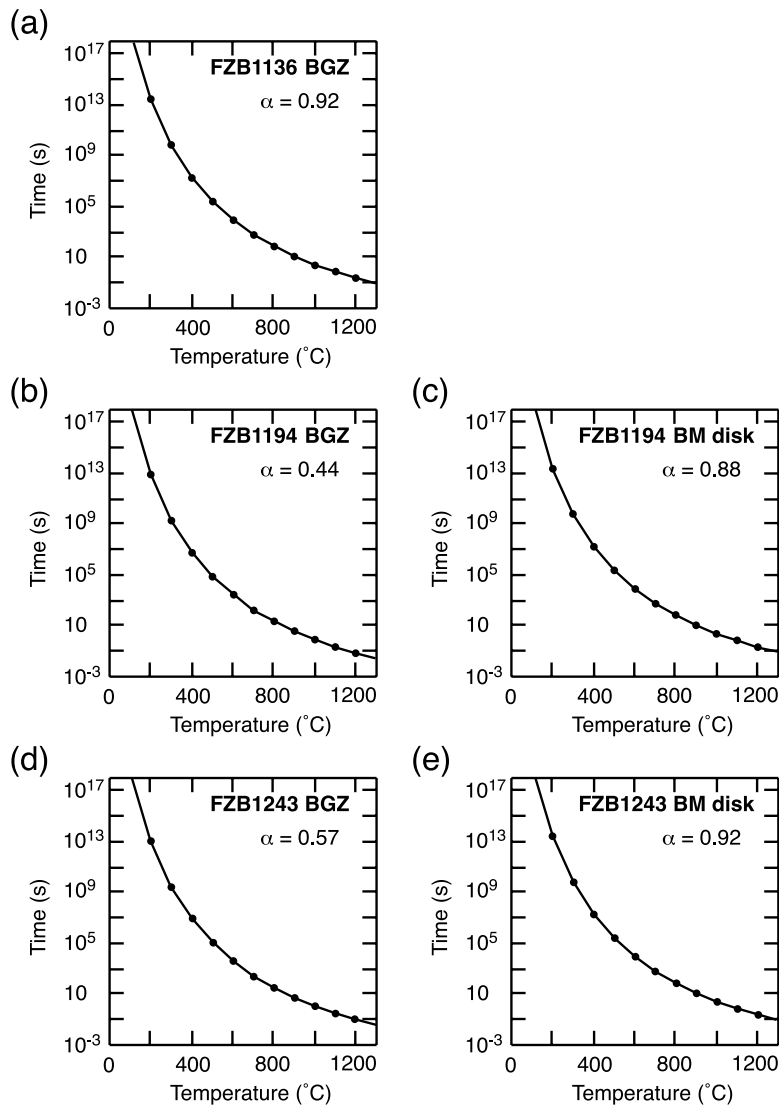 (a)
FZB1136 BGZ
α = 0.92
10^17
10^13
10^9
10^5
10
10^-3
Time (s)
0 400 800 1200
Temperature (˚C)
(b)
FZB1194 BGZ
α = 0.44
10^17
10^13
10^9
10^5
10
10^-3
Time (s)
0 400 800 1200
Temperature (˚C)
(c)
FZB1194 BM disk
α = 0.88
10^17
10^13
10^9
10^5
10
10^-3
Time (s)
0 400 800 1200
Temperature (˚C)
(d)
FZB1243 BGZ
α = 0.57
10^17
10^13
10^9
10^5
10
10^-3
Time (s)
0 400 800 1200
Temperature (˚C)
(e)
FZB1243 BM disk
α = 0.92
10^17
10^13
10^9
10^5
10
10^-3
Time (s)
0 400 800 1200
Temperature (˚C)